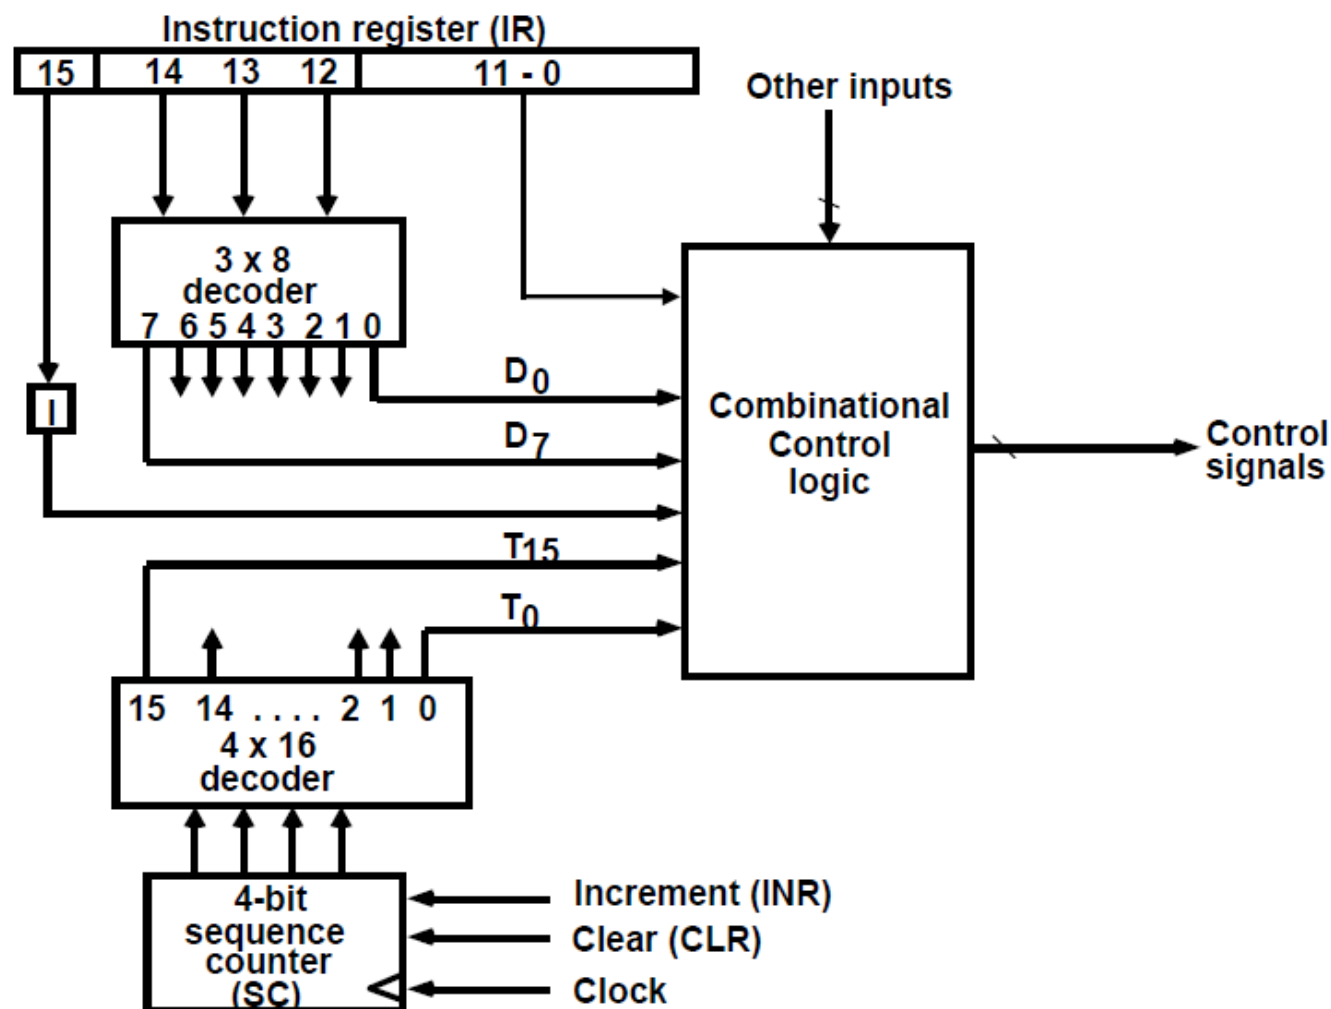 Instruction register (IR)
15 14 13 12 11 - 0
Other inputs
3 x 8
decoder
7 6 5 4 3 2 1 0
D0
I
D7
Combinational
Control
logic
Control
signals
T15
T0
15 14 . . . . 2 1 0
4 x 16
decoder
4-bit
sequence
counter
(SC)
Increment (INR)
Clear (CLR)
Clock